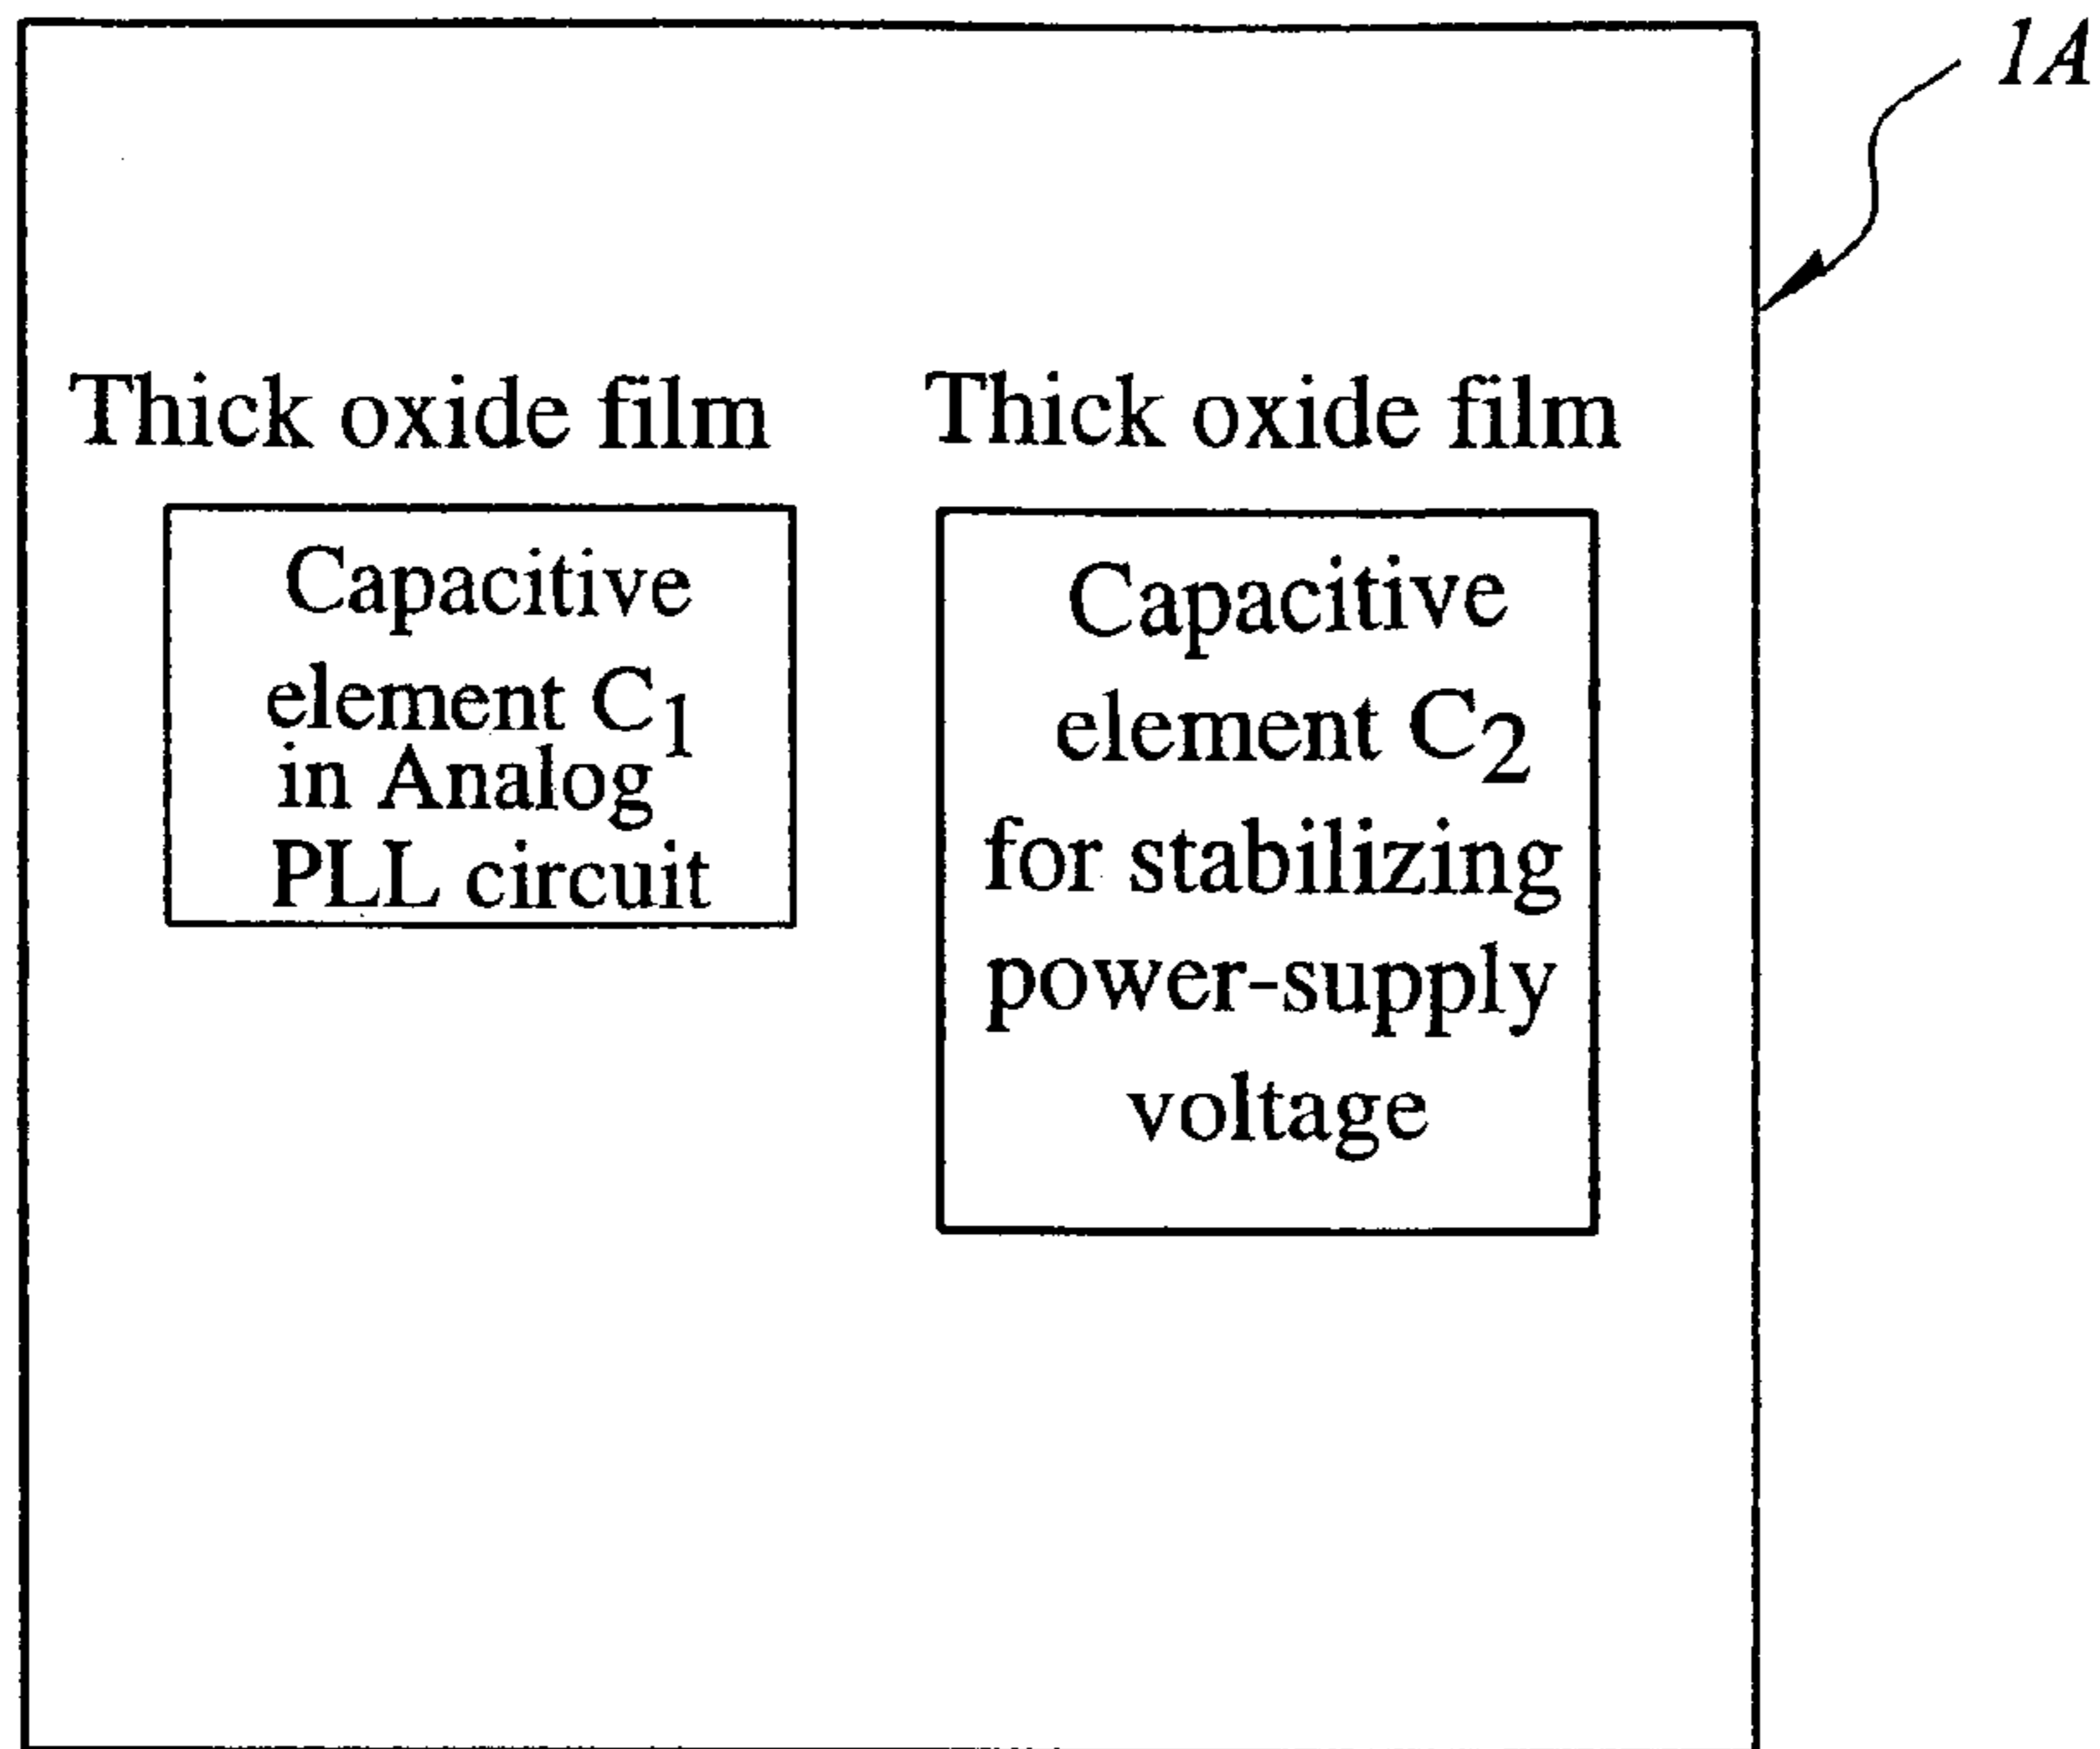 1A
Thick oxide film
Capacitive
element C₁
in Analog
PLL circuit
Thick oxide film
Capacitive
element C₂
for stabilizing
power-supply
voltage